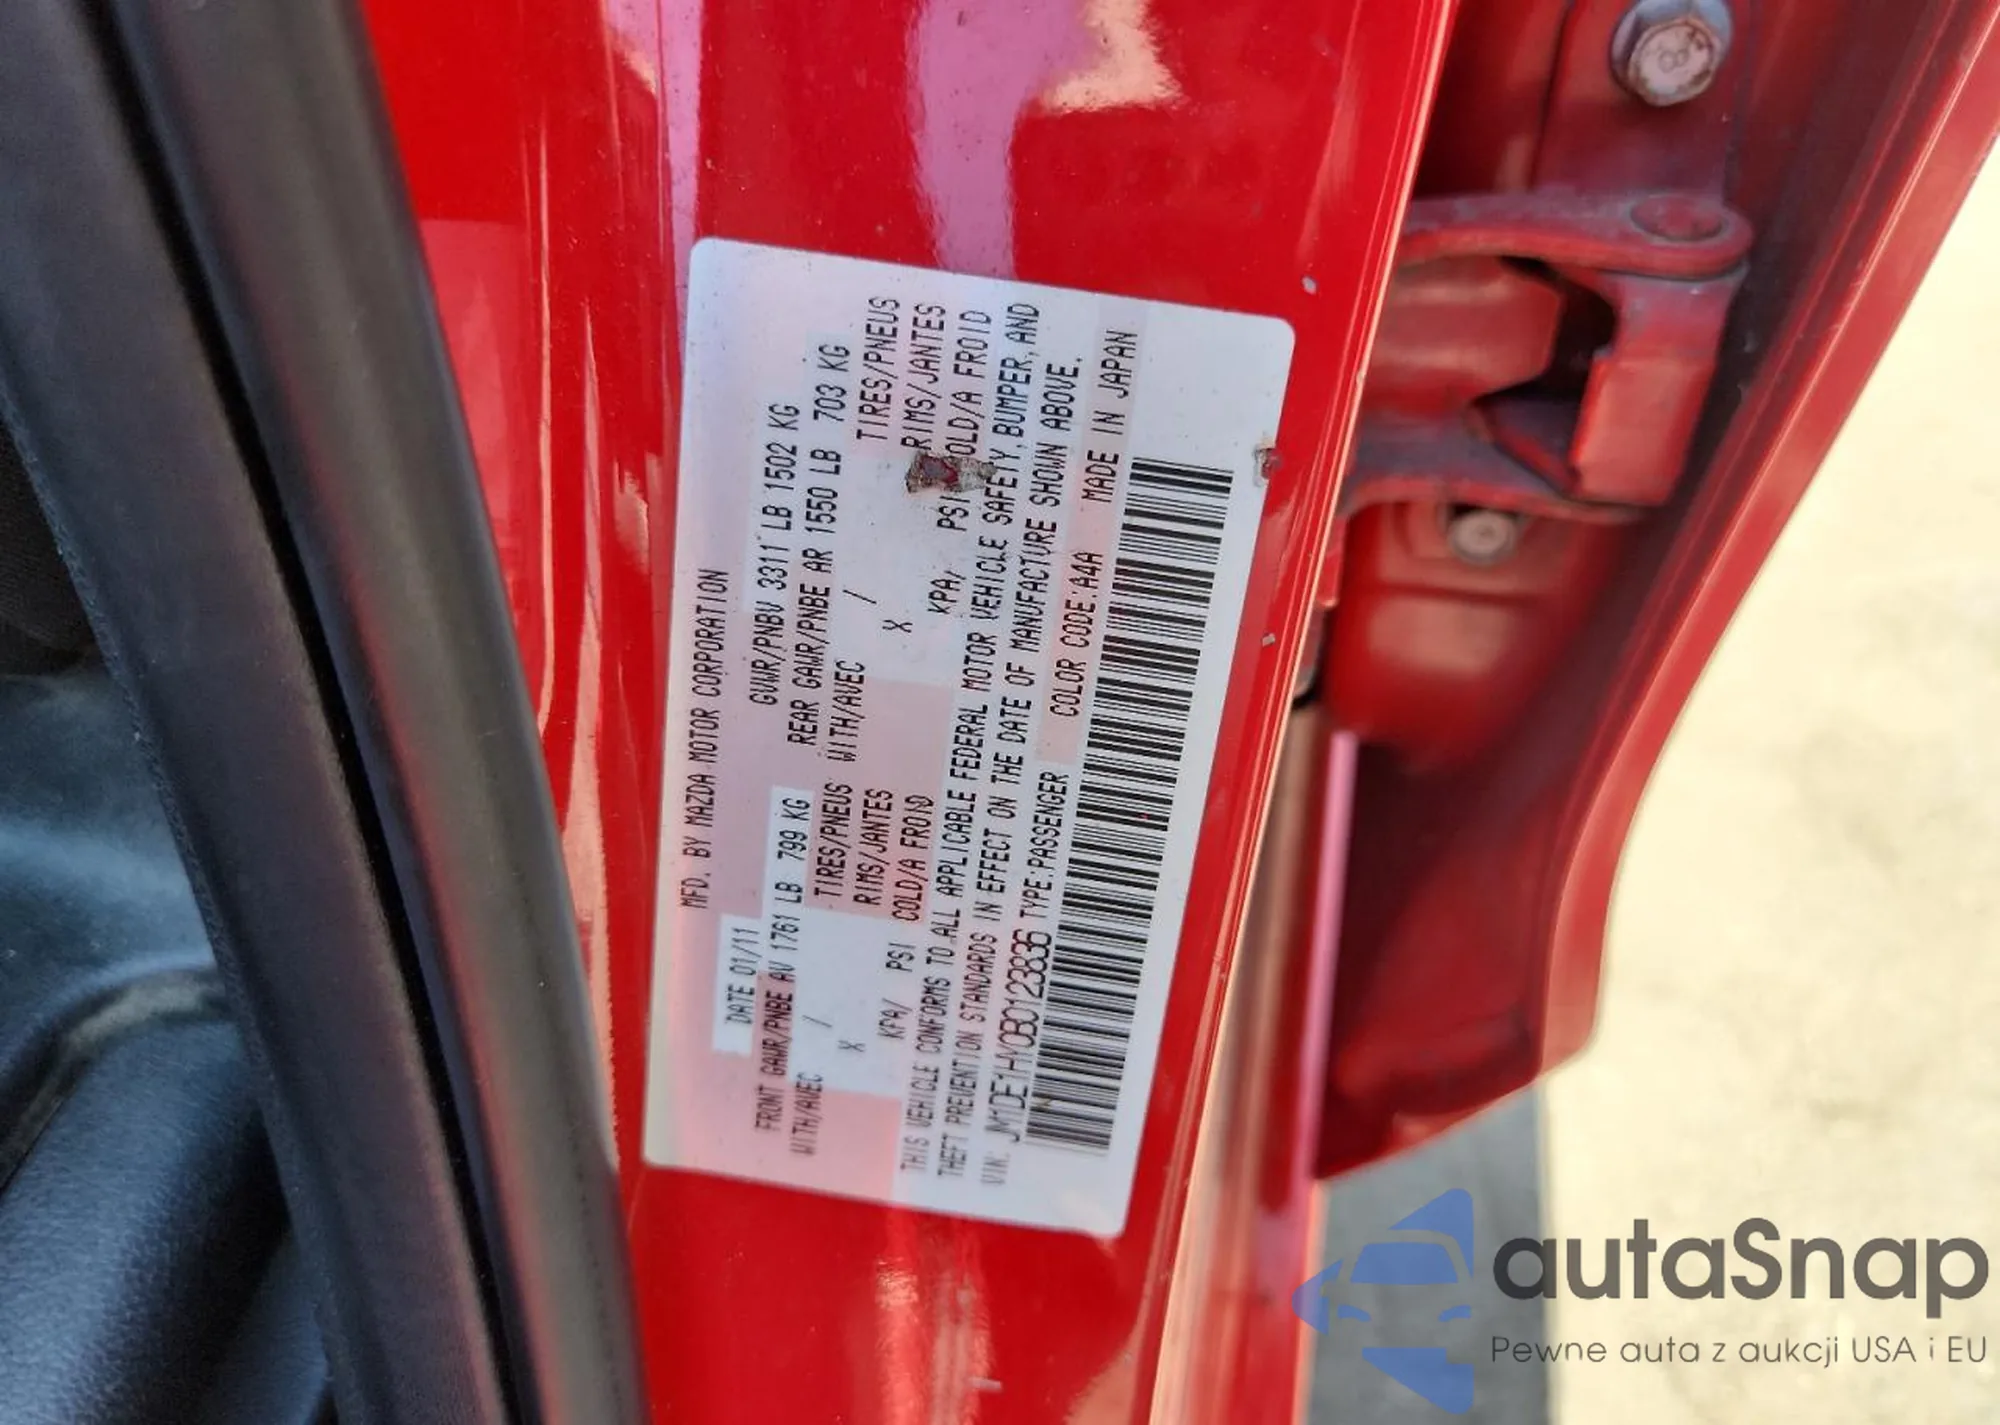 MFD. BY MAZDA MOTOR CORPORATION
DATE 01/11 GVWR/PNBV 3311 LB 1502 KG
FRONT GAWR/PNBE AV 1761 LB 799 KG REAR GAWR/PNBE AR 1550 LB 703 KG
WITH/AVEC / TIRES/PNEUS WITH/AVEC / TIRES/PNEUS
X RIMS/JANTES X RIMS/JANTES
KPA/ PSI COLD/A FROID KPA/ PSI OLD/A FROID
THIS VEHICLE CONFORMS TO ALL APPLICABLE FEDERAL MOTOR VEHICLE SAFETY, BUMPER, AND
THEFT PREVENTION STANDARDS IN EFFECT ON THE DATE OF MANUFACTURE SHOWN ABOVE.
VIN: JM1DE1HY0B0123836 TYPE:PASSENGER COLOR CODE:A4A MADE IN JAPAN
8
autaSnap
Pewne auta z aukcji USA i EU